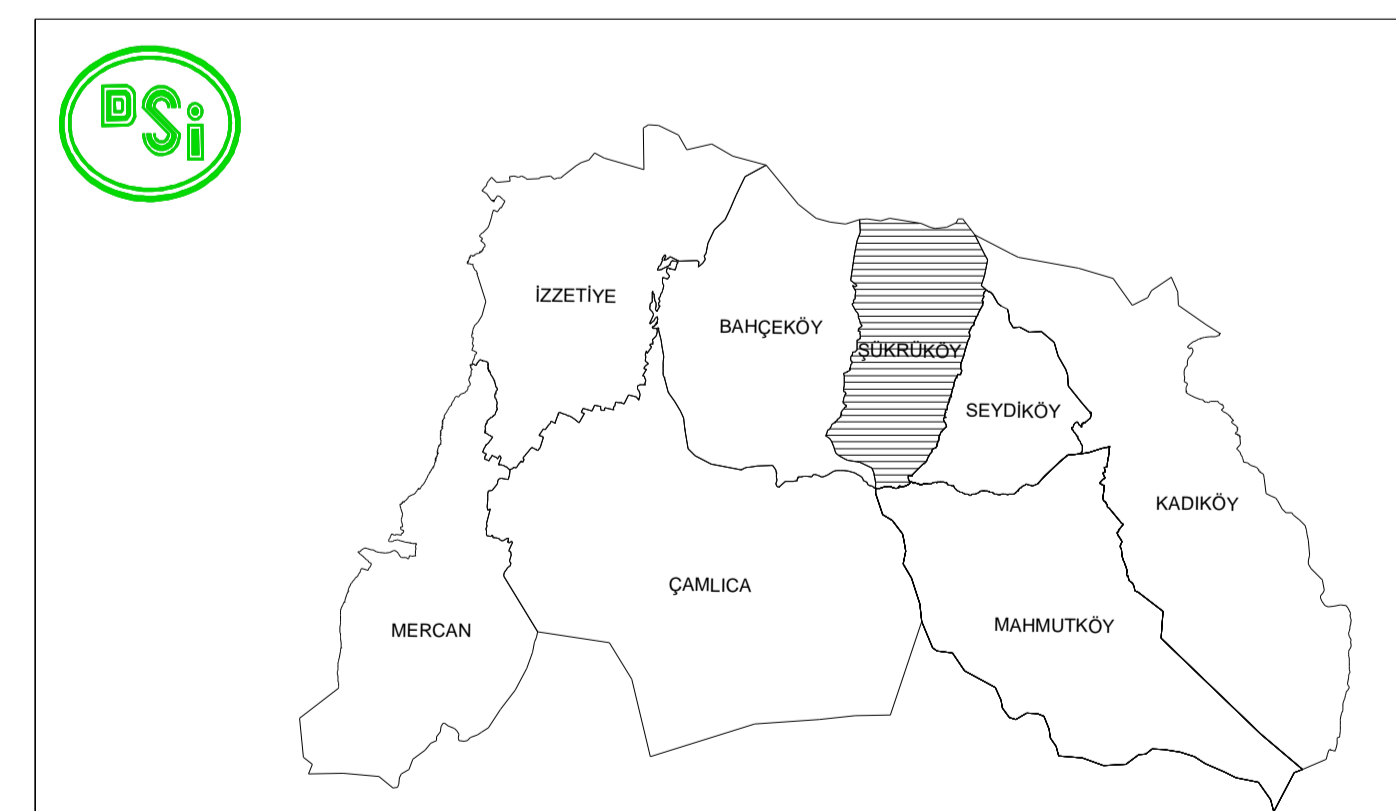 DSi
İZZETİYE
BAHÇEKÖY
ŞÜKRÜKÖY
SEYDİKÖY
KADIKÖY
ÇAMLICA
MAHMUTKÖY
MERCAN